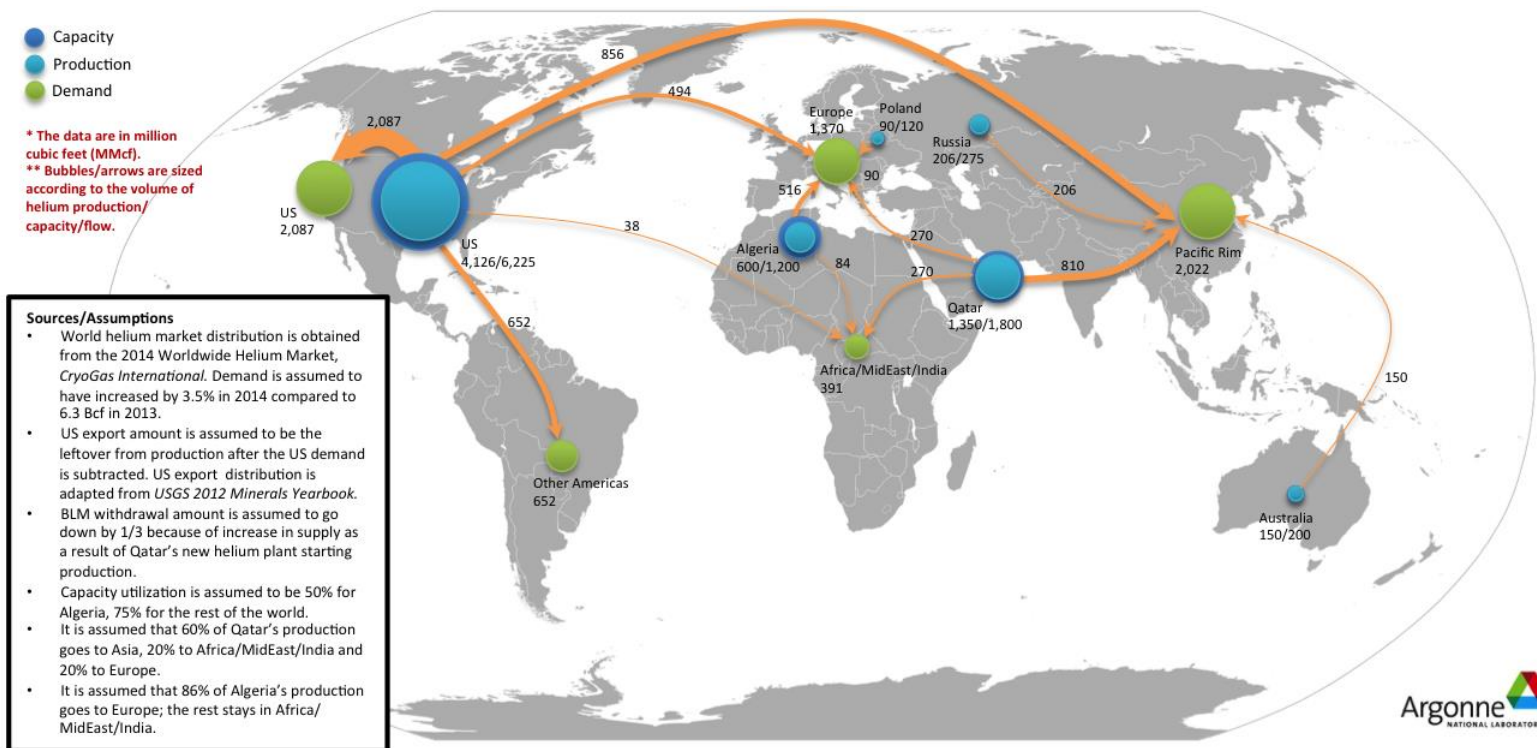 Capacity
Production
Demand
* The data are in million
cubic feet (MMcf).
** Bubbles/arrows are sized
according to the volume of
helium production/
capacity/flow.
856
494
2,087
US
2,087
US
4,126/6,225
38
652
Other Americas
652
Europe
1,370
Poland
90/120
90
516
Algeria
600/1,200
84
270
270
Qatar
1,350/1,800
810
Russia
206/275
206
Pacific Rim
2,022
Africa/MidEast/India
391
150
Australia
150/200
Sources/Assumptions
• World helium market distribution is obtained
from the 2014 Worldwide Helium Market,
CryoGas International. Demand is assumed to
have increased by 3.5% in 2014 compared to
6.3 Bcf in 2013.
• US export amount is assumed to be the
leftover from production after the US demand
is subtracted. US export distribution is
adapted from USGS 2012 Minerals Yearbook.
• BLM withdrawal amount is assumed to go
down by 1/3 because of increase in supply as
a result of Qatar's new helium plant starting
production.
• Capacity utilization is assumed to be 50% for
Algeria, 75% for the rest of the world.
• It is assumed that 60% of Qatar's production
goes to Asia, 20% to Africa/MidEast/India and
20% to Europe.
• It is assumed that 86% of Algeria's production
goes to Europe; the rest stays in Africa/
MidEast/India.
Argonne
NATIONAL LABORATOR